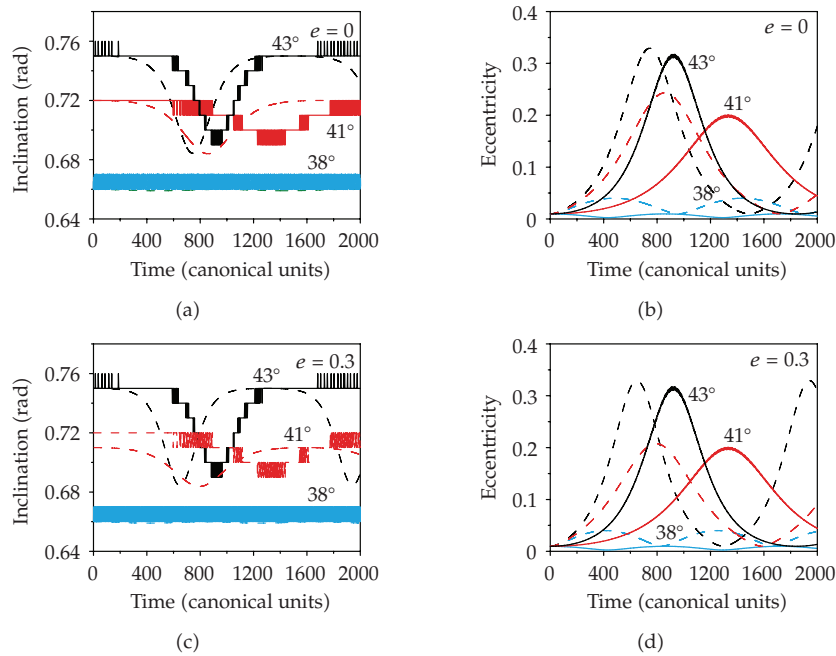 0.76
0.72
0.68
0.64
Inclination (rad)
e = 0
43°
41°
38°
0 400 800 1200 1600 2000
Time (canonical units)
(a)
0.4
0.3
0.2
0.1
0
Eccentricity
e = 0
43°
41°
38°
0 400 800 1200 1600 2000
Time (canonical units)
(b)
0.76
0.72
0.68
0.64
Inclination (rad)
e = 0.3
43°
41°
38°
0 400 800 1200 1600 2000
Time (canonical units)
(c)
0.4
0.3
0.2
0.1
0
Eccentricity
e = 0.3
43°
41°
38°
0 400 800 1200 1600 2000
Time (canonical units)
(d)